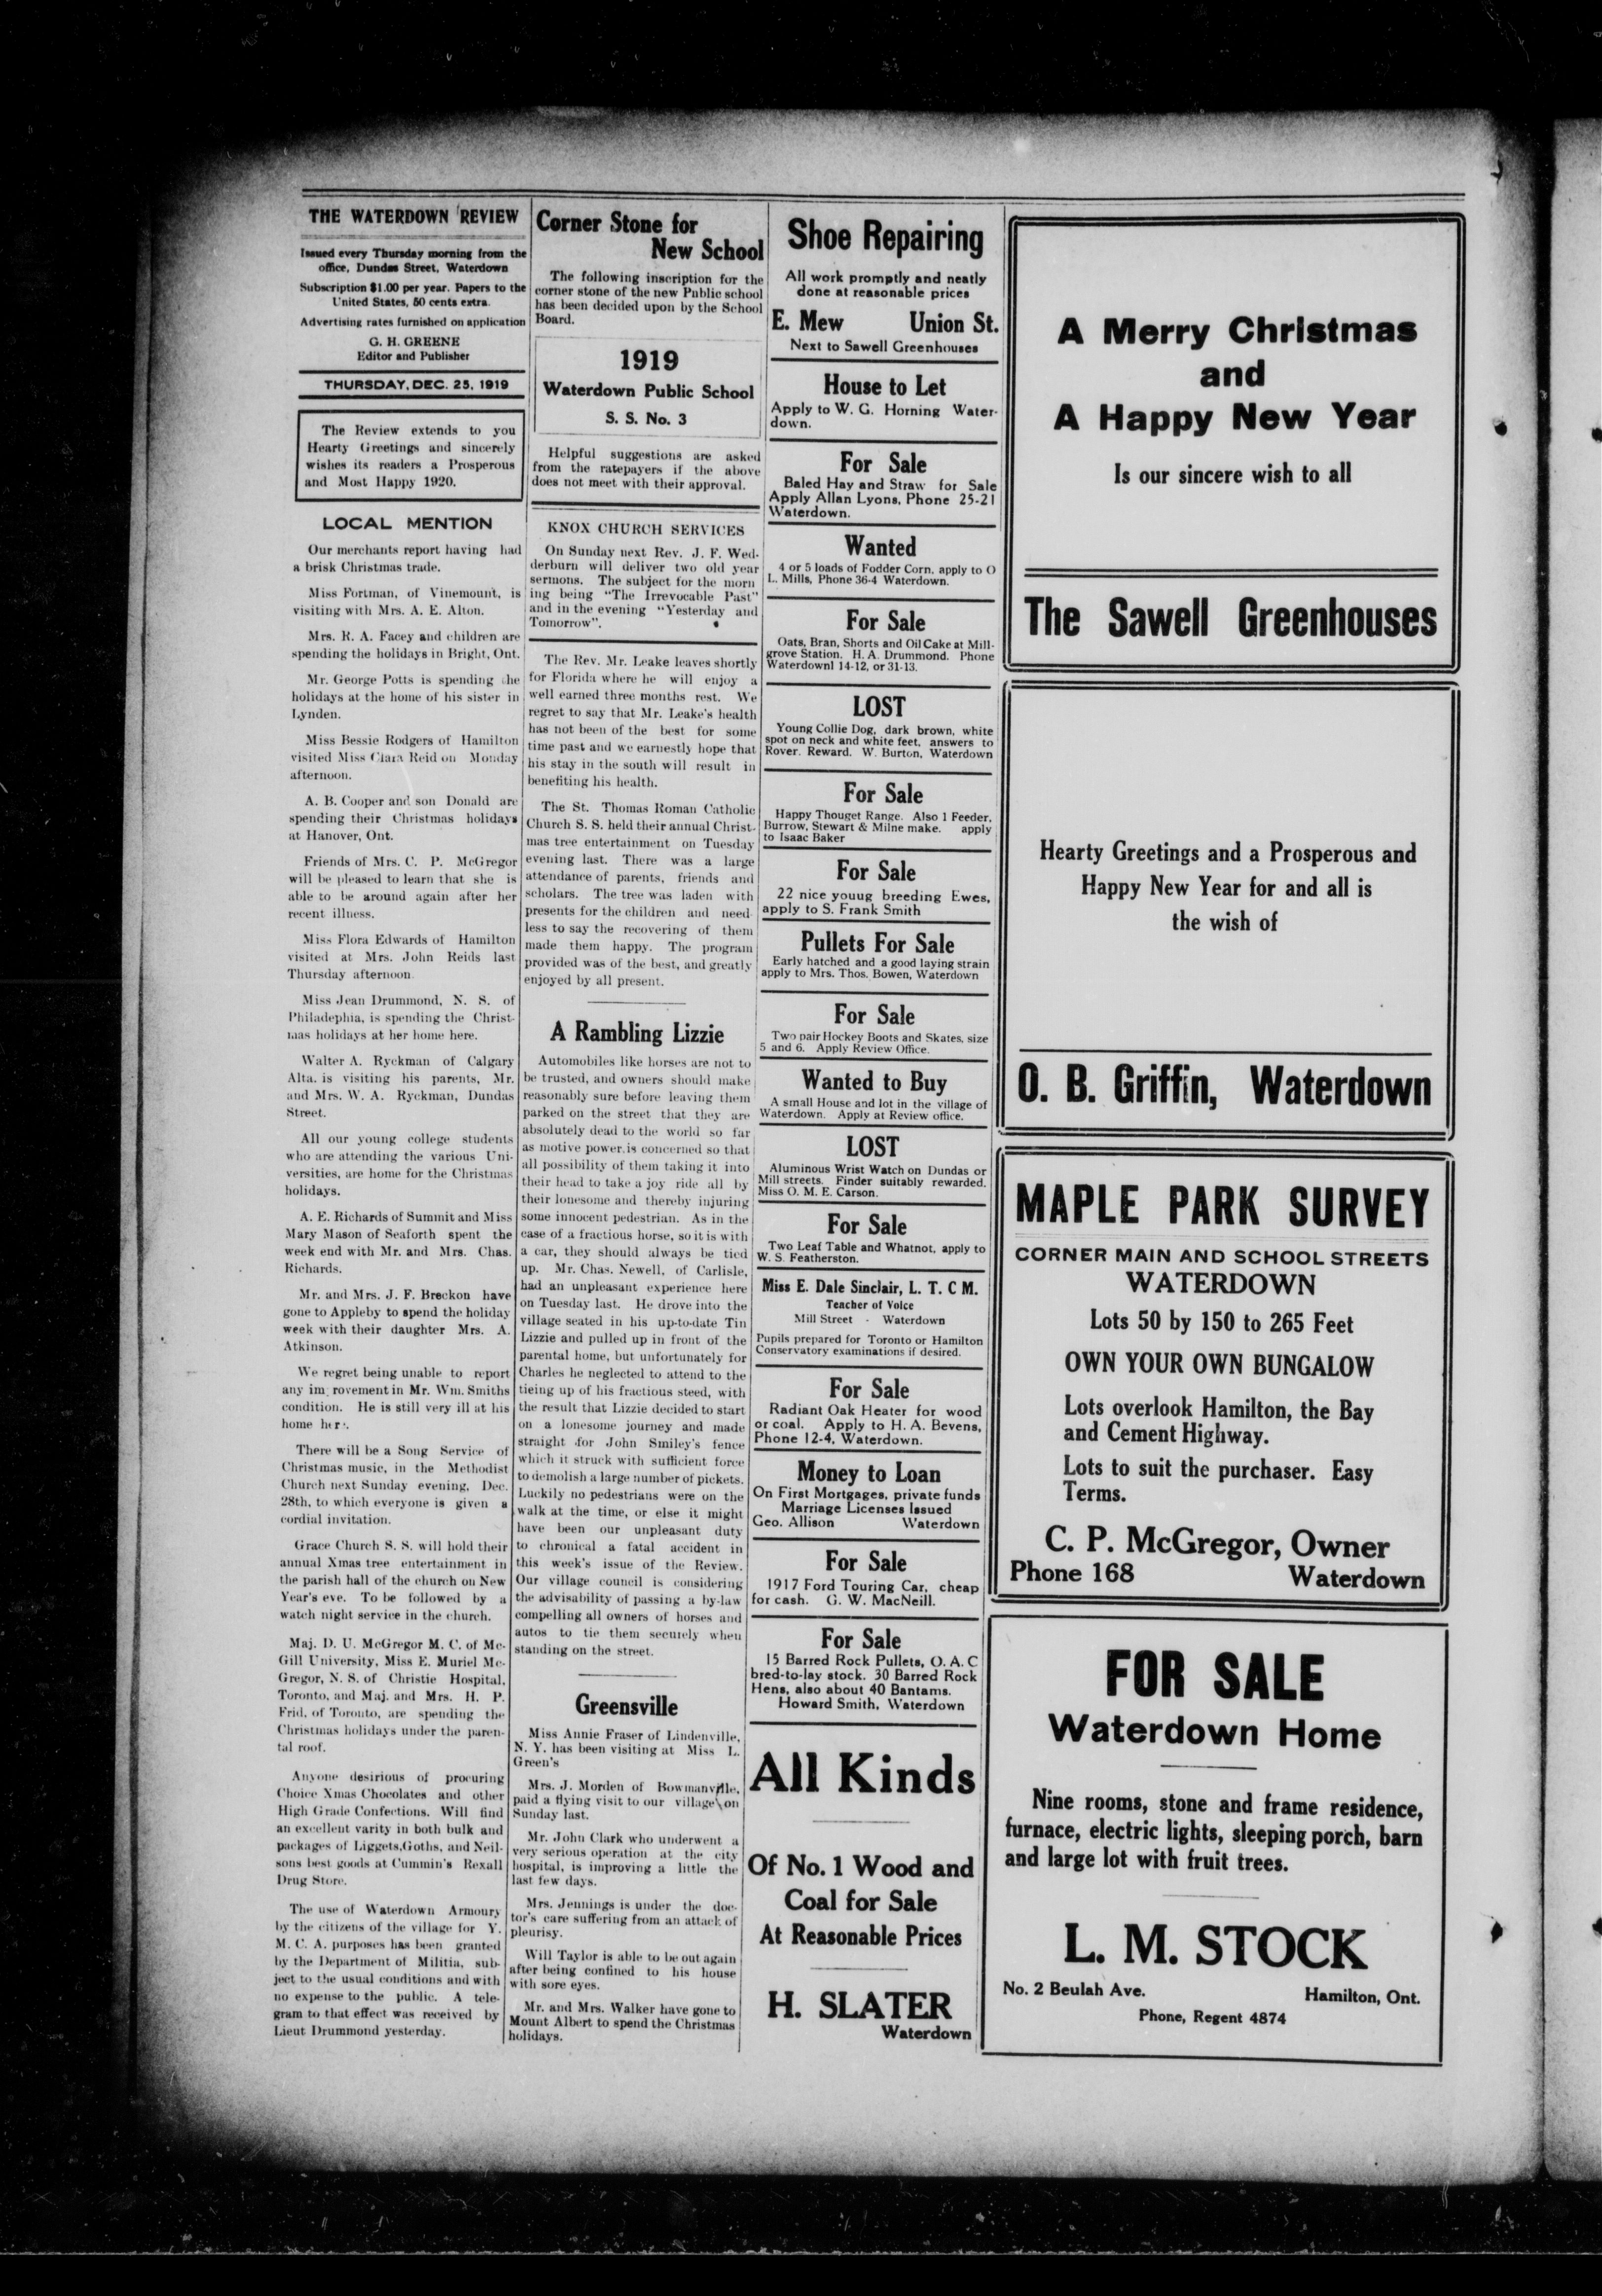 THE WATERDOWN REVIEW
Issued every Thursday morning from the
office, Dundas Street, Waterdown
Subscription $1.00 per year. Papers to the
United States, 50 cents extra.
Advertising rates furnished on application
G. H. GREENE
Editor and Publisher
THURSDAY, DEC. 25, 1919
The Review extends to you
Hearty Greetings and sincerely
wishes its readers a Prosperous
and Most Happy 1920.
LOCAL MENTION
Our merchants report having had
a brisk Christmas trade.
Miss Fortman, of Vinemount, is
visiting with Mrs. A. E. Alton.
Mrs. R. A. Facey and children are
spending the holidays in Bright, Ont.
Mr. George Potts is spending he
holidays at the home of his sister in
Lynden.
Miss Bessie Rodgers of Hamilton
visited Miss Clara Reid on Monday
afternoon.
A. B. Cooper and son Donald are
spending their Christmas holidays
at Hanover, Ont.
Friends of Mrs. C. P. McGregor
will be pleased to learn that she is
able to be around again after her
recent illness.
Miss Flora Edwards of Hamilton
visited at Mrs. John Reids last
Thursday afternoon.
Miss Jean Drummond, N. S. of
Philadephia, is spending the Christ-
mas holidays at her home here.
Walter A. Ryckman of Calgary
Alta. is visiting his parents, Mr.
and Mrs. W. A. Ryckman, Dundas
Street.
All our young college students
who are attending the various Uni-
versities, are home for the Christmas
holidays.
A. E. Richards of Summit and Miss
Mary Mason of Seaforth spent the
week end with Mr. and Mrs. Chas.
Richards.
Mr. and Mrs. J. F. Breckon have
gone to Appleby to spend the holiday
week with their daughter Mrs. A.
Atkinson.
We regret being unable to report
any im rovement in Mr. Wm. Smiths
condition. He is still very ill at his
home her.
There will be a Song Service of
Christmas music, in the Methodist
Church next Sunday evening, Dec.
28th, to which everyone is given a
cordial invitation.
Grace Church S. S. will hold their
annual Xmas tree entertainment in
the parish hall of the church on New
Year's eve. To be followed by a
watch night service in the church.
Maj. D. U. McGregor M. C. of Mc-
Gill University, Miss E. Muriel Mc-
Gregor, N. S. of Christie Hospital,
Toronto, and Maj. and Mrs. H. P.
Frid, of Toronto, are spending the
Christmas holidays under the paren-
tal roof.
Anyone desirious of procuring
Choice Xmas Chocolates and other
High Grade Confections. Will find
an excellent varity in both bulk and
packages of Liggets,Goths, and Neil-
sons best goods at Cummin's Rexall
Drug Store.
The use of Waterdown Armoury
by the citizens of the village for Y.
M. C. A. purposes has been granted
by the Department of Militia, sub-
ject to the usual conditions and with
no expense to the public. A tele-
gram to that effect was received by
Lieut Drummond yesterday.
Corner Stone for
New School
The following inscription for the
corner stone of the new Public school
has been decided upon by the School
Board.
1919
Waterdown Public School
S. S. No. 3
Helpful suggestions are asked
from the ratepayers if the above
does not meet with their approval.
KNOX CHURCH SERVICES
On Sunday next Rev. J. F. Wed-
derburn will deliver two old year
sermons. The subject for the morn
ing being "The Irrevocable Past"
and in the evening "Yesterday and
Tomorrow".
The Rev. Mr. Leake leaves shortly
for Florida where he will enjoy a
well earned three months rest. We
regret to say that Mr. Leake's health
has not been of the best for some
time past and we earnestly hope that
his stay in the south will result in
benefiting his health.
The St. Thomas Roman Catholic
Church S. S. held their annual Christ-
mas tree entertainment on Tuesday
evening last. There was a large
attendance of parents, friends and
scholars. The tree was laden with
presents for the children and need
less to say the recovering of them
made them happy. The program
provided was of the best, and greatly
enjoyed by all present.
A Rambling Lizzie
Automobiles like horses are not to
be trusted, and owners should make
reasonably sure before leaving them
parked on the street that they are
absolutely dead to the world so far
as motive power is concerned so that
all possibility of them taking it into
their head to take a joy ride all by
their lonesome and thereby injuring
some innocent pedestrian. As in the
case of a fractious horse, so it is with
a car, they should always be tied
up. Mr. Chas. Newell, of Carlisle,
had an unpleasant experience here
on Tuesday last. He drove into the
village seated in his up-to-date Tin
Lizzie and pulled up in front of the
parental home, but unfortunately for
Charles he neglected to attend to the
tieing up of his fractious steed, with
the result that Lizzie decided to start
on a lonesome journey and made
straight for John Smiley's fence
which it struck with sufficient force
to demolish a large number of pickets.
Luckily no pedestrians were on the
walk at the time, or else it might
have been our unpleasant duty
to chronical a fatal accident in
this week's issue of the Review.
Our village council is considering
the advisability of passing a by-law
compelling all owners of horses and
autos to tie them securely when
standing on the street.
Greensville
Miss Annie Fraser of Lindenville,
N. Y. has been visiting at Miss L.
Green's
Mrs. J. Morden of Bowmanville,
paid a flying visit to our village on
Sunday last.
Mr. John Clark who underwent a
very serious operation at the city
hospital, is improving a little the
last few days.
Mrs. Jennings is under the doc-
tor's care suffering from an attack of
pleurisy.
Will Taylor is able to be out again
after being confined to his house
with sore eyes.
Mr. and Mrs. Walker have gone to
Mount Albert to spend the Christmas
holidays.
Shoe Repairing
All work promptly and neatly
done at reasonable prices
E. Mew Union St.
Next to Sawell Greenhouses
House to Let
Apply to W. G. Horning Water-
down.
For Sale
Baled Hay and Straw for Sale
Apply Allan Lyons, Phone 25-21
Waterdown.
Wanted
4 or 5 loads of Fodder Corn, apply to O
L. Mills, Phone 36-4 Waterdown.
For Sale
Oats, Bran, Shorts and Oil Cake at Mill-
grove Station. H. A. Drummond. Phone
Waterdownl 14-12, or 31-13.
LOST
Young Collie Dog, dark brown, white
spot on neck and white feet, answers to
Rover. Reward. W. Burton, Waterdown
For Sale
Happy Thouget Range. Also 1 Feeder,
Burrow, Stewart & Milne make. apply
to Isaac Baker
For Sale
22 nice youug breeding Ewes,
apply to S. Frank Smith
Pullets For Sale
Early hatched and a good laying strain
apply to Mrs. Thos. Bowen, Waterdown
For Sale
Two pair Hockey Boots and Skates, size
5 and 6. Apply Review Office.
Wanted to Buy
A small House and lot in the village of
Waterdown. Apply at Review office.
LOST
Aluminous Wrist Watch on Dundas or
Mill streets. Finder suitably rewarded.
Miss O. M. E. Carson.
For Sale
Two Leaf Table and Whatnot, apply to
W. S. Featherston.
Miss E. Dale Sinclair, L. T. C M.
Teacher of Voice
Mill Street - Waterdown
Pupils prepared for Toronto or Hamilton
Conservatory examinations if desired.
For Sale
Radiant Oak Heater for wood
or coal. Apply to H. A. Bevens,
Phone 12-4, Waterdown.
Money to Loan
On First Mortgages, private funds
Marriage Licenses Issued
Geo. Allison Waterdown
For Sale
1917 Ford Touring Car, cheap
for cash. G. W. MacNeill.
For Sale
15 Barred Rock Pullets, O. A. C
bred-to-lay stock. 30 Barred Rock
Hens, also about 40 Bantams.
Howard Smith, Waterdown
All Kinds
Of No. 1 Wood and
Coal for Sale
At Reasonable Prices
H. SLATER
Waterdown
A Merry Christmas
and
A Happy New Year
Is our sincere wish to all
The Sawell Greenhouses
Hearty Greetings and a Prosperous and
Happy New Year for and all is
the wish of
O. B. Griffin, Waterdown
MAPLE PARK SURVEY
CORNER MAIN AND SCHOOL STREETS
WATERDOWN
Lots 50 by 150 to 265 Feet
OWN YOUR OWN BUNGALOW
Lots overlook Hamilton, the Bay
and Cement Highway.
Lots to suit the purchaser. Easy
Terms.
C. P. McGregor, Owner
Phone 168 Waterdown
FOR SALE
Waterdown Home
Nine rooms, stone and frame residence,
furnace, electric lights, sleeping porch, barn
and large lot with fruit trees.
L. M. STOCK
No. 2 Beulah Ave. Hamilton, Ont.
Phone, Regent 4874